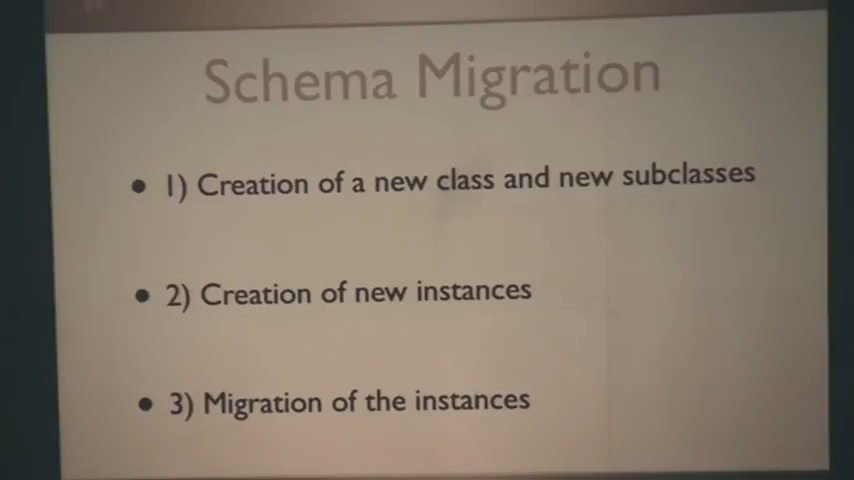 Schema Migration
• 1) Creation of a new class and new subclasses
• 2) Creation of new instances
• 3) Migration of the instances